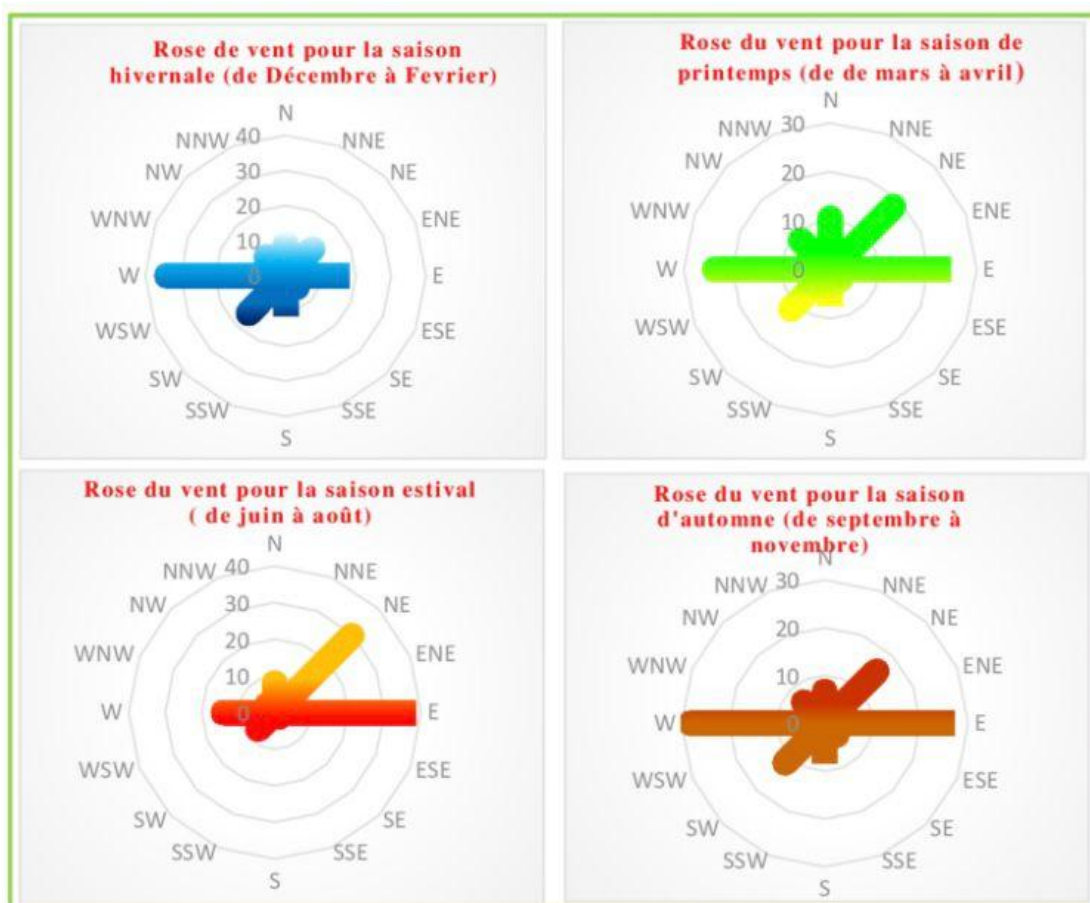 Rose de vent pour la saison
hivernale (de Décembre à Fevrier)
N
NNE
NE
ENE
E
ESE
SE
SSE
S
SSW
SW
WSW
W
WNW
NW
NNW
40
30
20
10
0
Rose du vent pour la saison de
printemps (de de mars à avril)
N
NNE
NE
ENE
E
ESE
SE
SSE
S
SSW
SW
WSW
W
WNW
NW
NNW
30
20
10
0
Rose du vent pour la saison estival
( de juin à août)
N
NNE
NE
ENE
E
ESE
SE
SSE
S
SSW
SW
WSW
W
WNW
NW
NNW
40
30
20
10
0
Rose du vent pour la saison
d'automne (de septembre à
novembre)
N
NNE
NE
ENE
E
ESE
SE
SSE
S
SSW
SW
WSW
W
WNW
NW
NNW
30
20
10
0